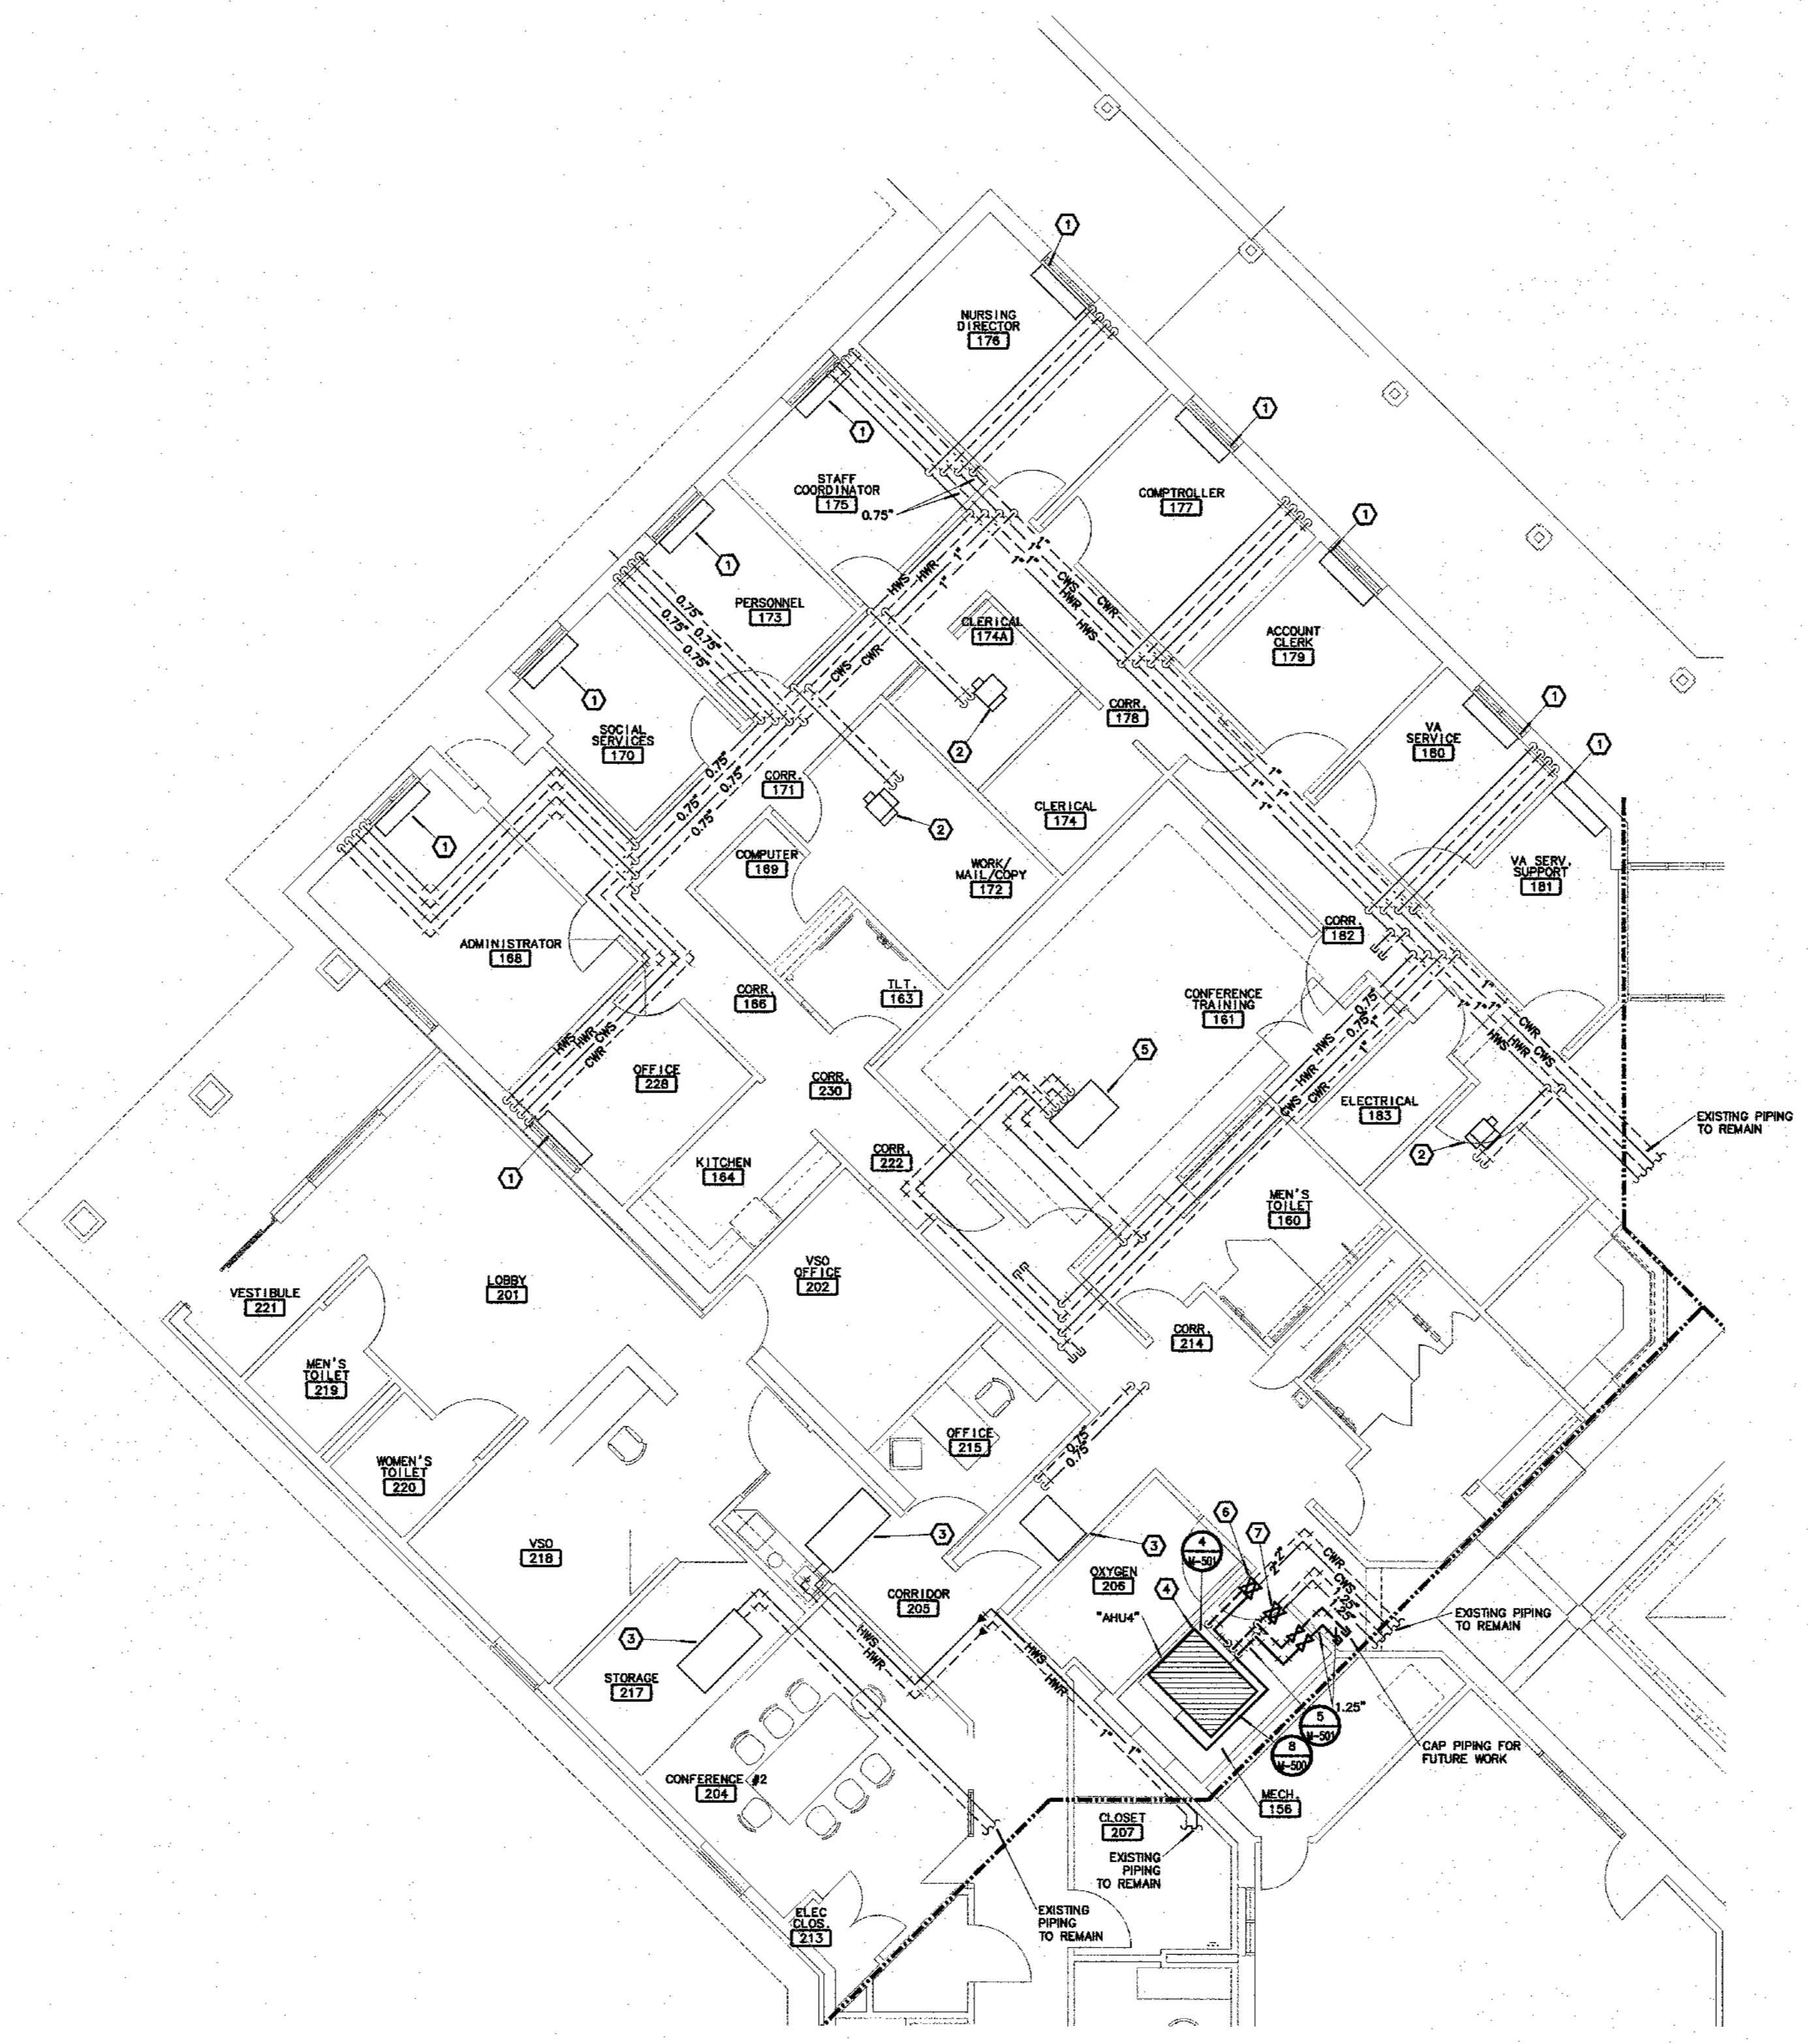 1
NURSING
DIRECTOR
176
1
1
1
STAFF
COORDINATOR
175
0.75"
COMPTROLLER
177
1
1
HWS
HWR
1"
1"
1"
1"
1"
1"
CWS
CWR
HWR
HWS
PERSONNEL
173
0.75"
0.75"
0.75"
0.75"
CLERICAL
174A
ACCOUNT
CLERK
179
CWS
CWR
1
1
1
SOCIAL
SERVICES
170
CORR.
178
VA
SERVICE
180
2
0.75"
0.75"
0.75"
0.75"
CORR.
171
1"
1"
1"
1"
2
CLERICAL
174
1
COMPUTER
169
WORK/
MAIL/COPY
172
VA SERV.
SUPPORT
181
ADMINISTRATOR
168
CORR.
182
CORR.
166
TLT.
163
CONFERENCE
TRAINING
161
0.75"
0.75"
1"
1"
1"
1"
1"
1"
HWS
HWR
CWS
CWR
HWS
HWR
CWS
CWR
CWR
CWS
HWR
HWS
OFFICE
228
CORR.
230
5
ELECTRICAL
183
EXISTING PIPING
TO REMAIN
2
KITCHEN
164
CORR.
222
1
MEN'S
TOILET
160
VSO
OFFICE
202
LOBBY
201
VESTIBULE
221
CORR.
214
MEN'S
TOILET
219
OFFICE
215
0.75"
0.75"
WOMEN'S
TOILET
220
6
7
3
3
4
M-501
2"
2"
CWR
CWS
1.25"
1.25"
VSO
218
OXYGEN
206
4
CORRIDOR
205
"AHU4"
EXISTING PIPING
TO REMAIN
3
HWS
HWR
HWS
HWR
STORAGE
217
1.25"
5
M-501
8
M-500
1"
1"
CAP PIPING FOR
FUTURE WORK
CONFERENCE #2
204
MECH.
156
CLOSET
207
EXISTING
PIPING
TO REMAIN
ELEC
CLOS.
213
EXISTING
PIPING
TO REMAIN